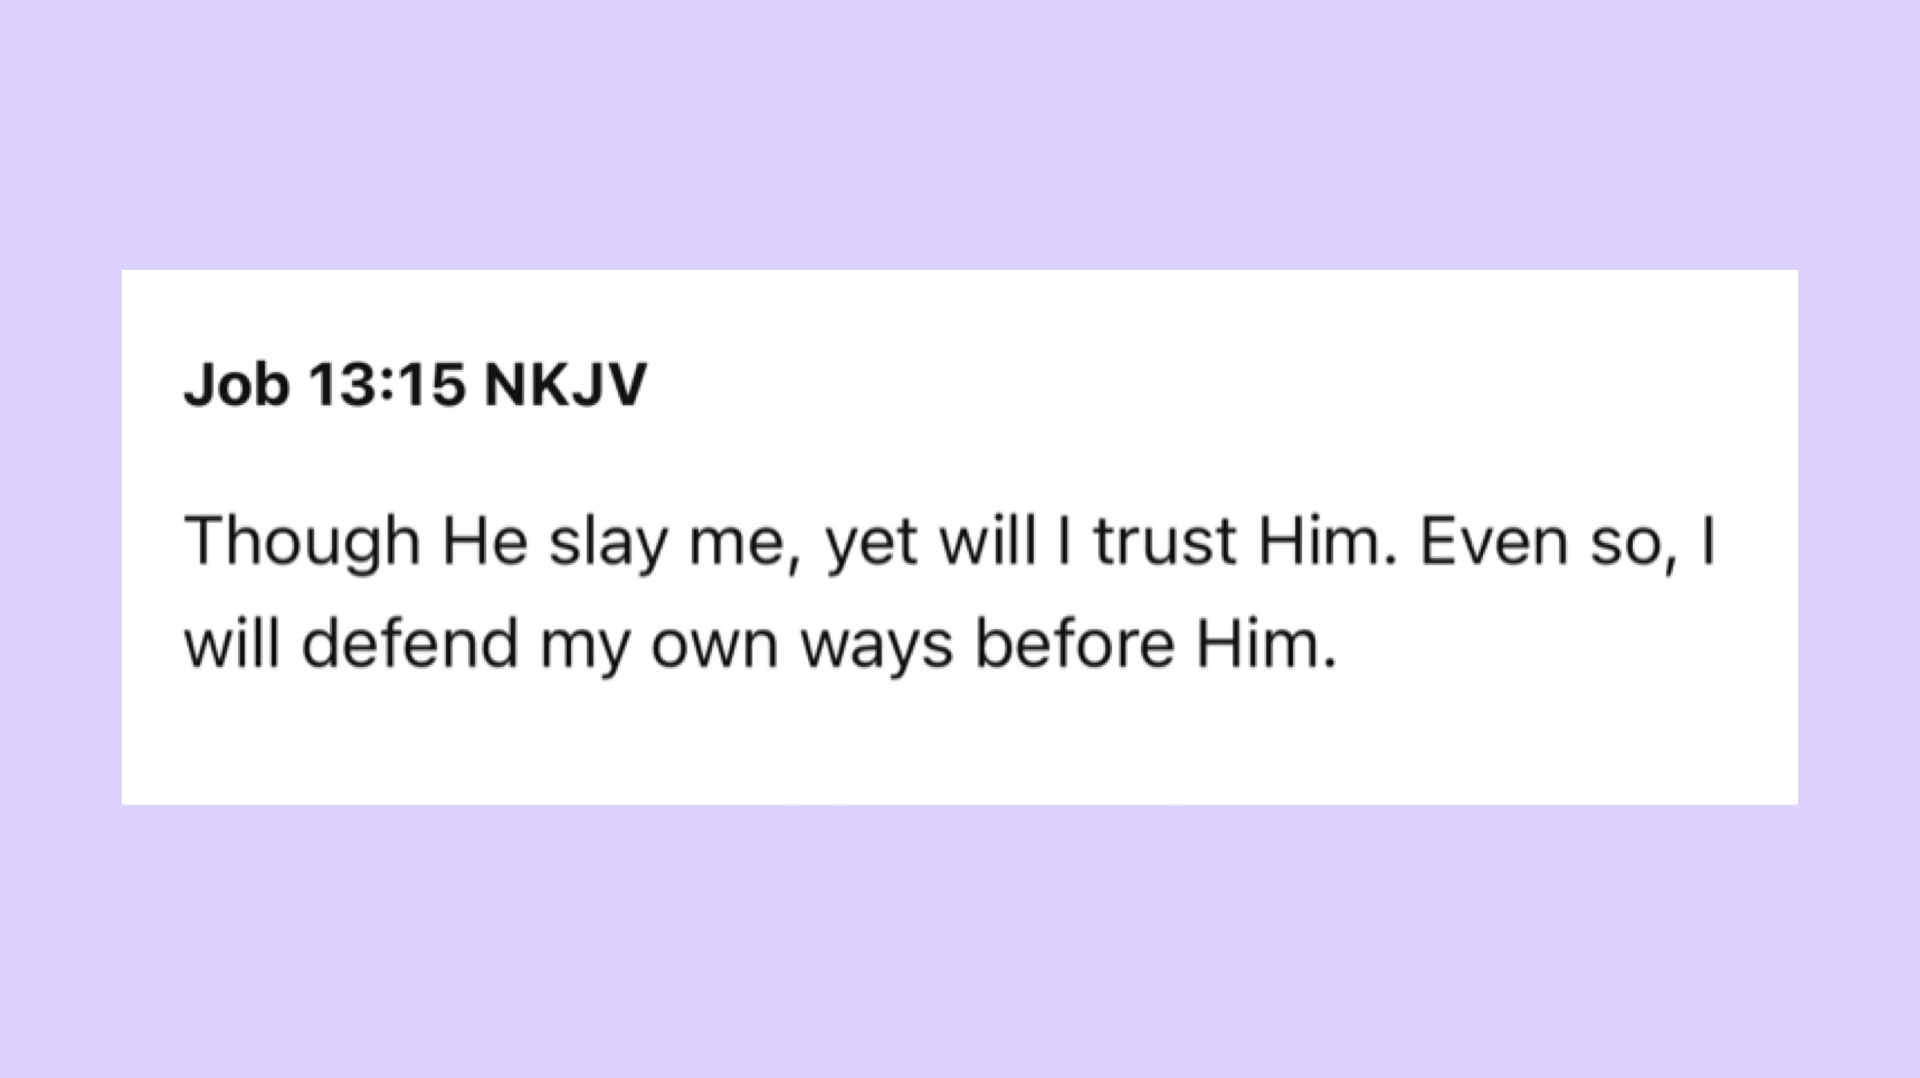 Job 13:15 NKJV
Though He slay me, yet will I trust Him. Even so, I
will defend my own ways before Him.